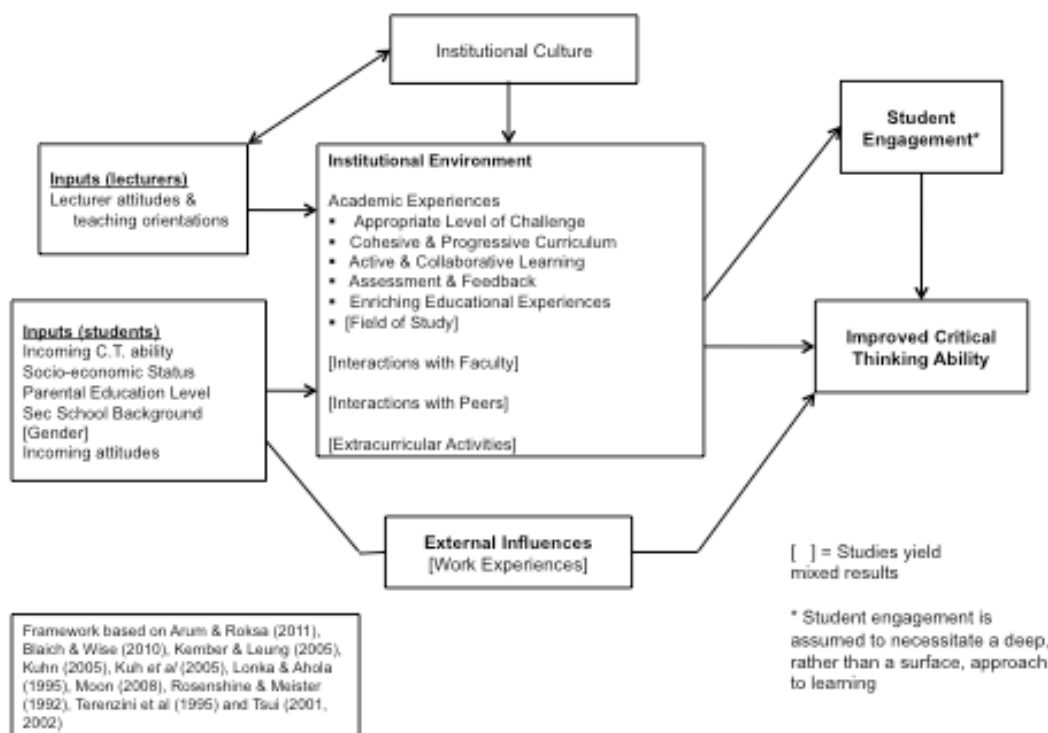 Institutional Culture
Student
Engagement*
Inputs (lecturers)
Lecturer attitudes &
teaching orientations
Institutional Environment
Academic Experiences
▪ Appropriate Level of Challenge
▪ Cohesive & Progressive Curriculum
▪ Active & Collaborative Learning
▪ Assessment & Feedback
▪ Enriching Educational Experiences
▪ [Field of Study]
[Interactions with Faculty]
[Interactions with Peers]
[Extracurricular Activities]
Inputs (students)
Incoming C.T. ability
Socio-economic Status
Parental Education Level
Sec School Background
[Gender]
Incoming attitudes
Improved Critical
Thinking Ability
External Influences
[Work Experiences]
[ ] = Studies yield
mixed results
* Student engagement is
assumed to necessitate a deep,
rather than a surface, approach
to learning
Framework based on Arum & Roksa (2011),
Blaich & Wise (2010), Kember & Leung (2005),
Kuhn (2005), Kuh et al (2005), Lonka & Ahola
(1995), Moon (2008), Rosenshine & Meister
(1992), Terenzini et al (1995) and Tsui (2001,
2002)